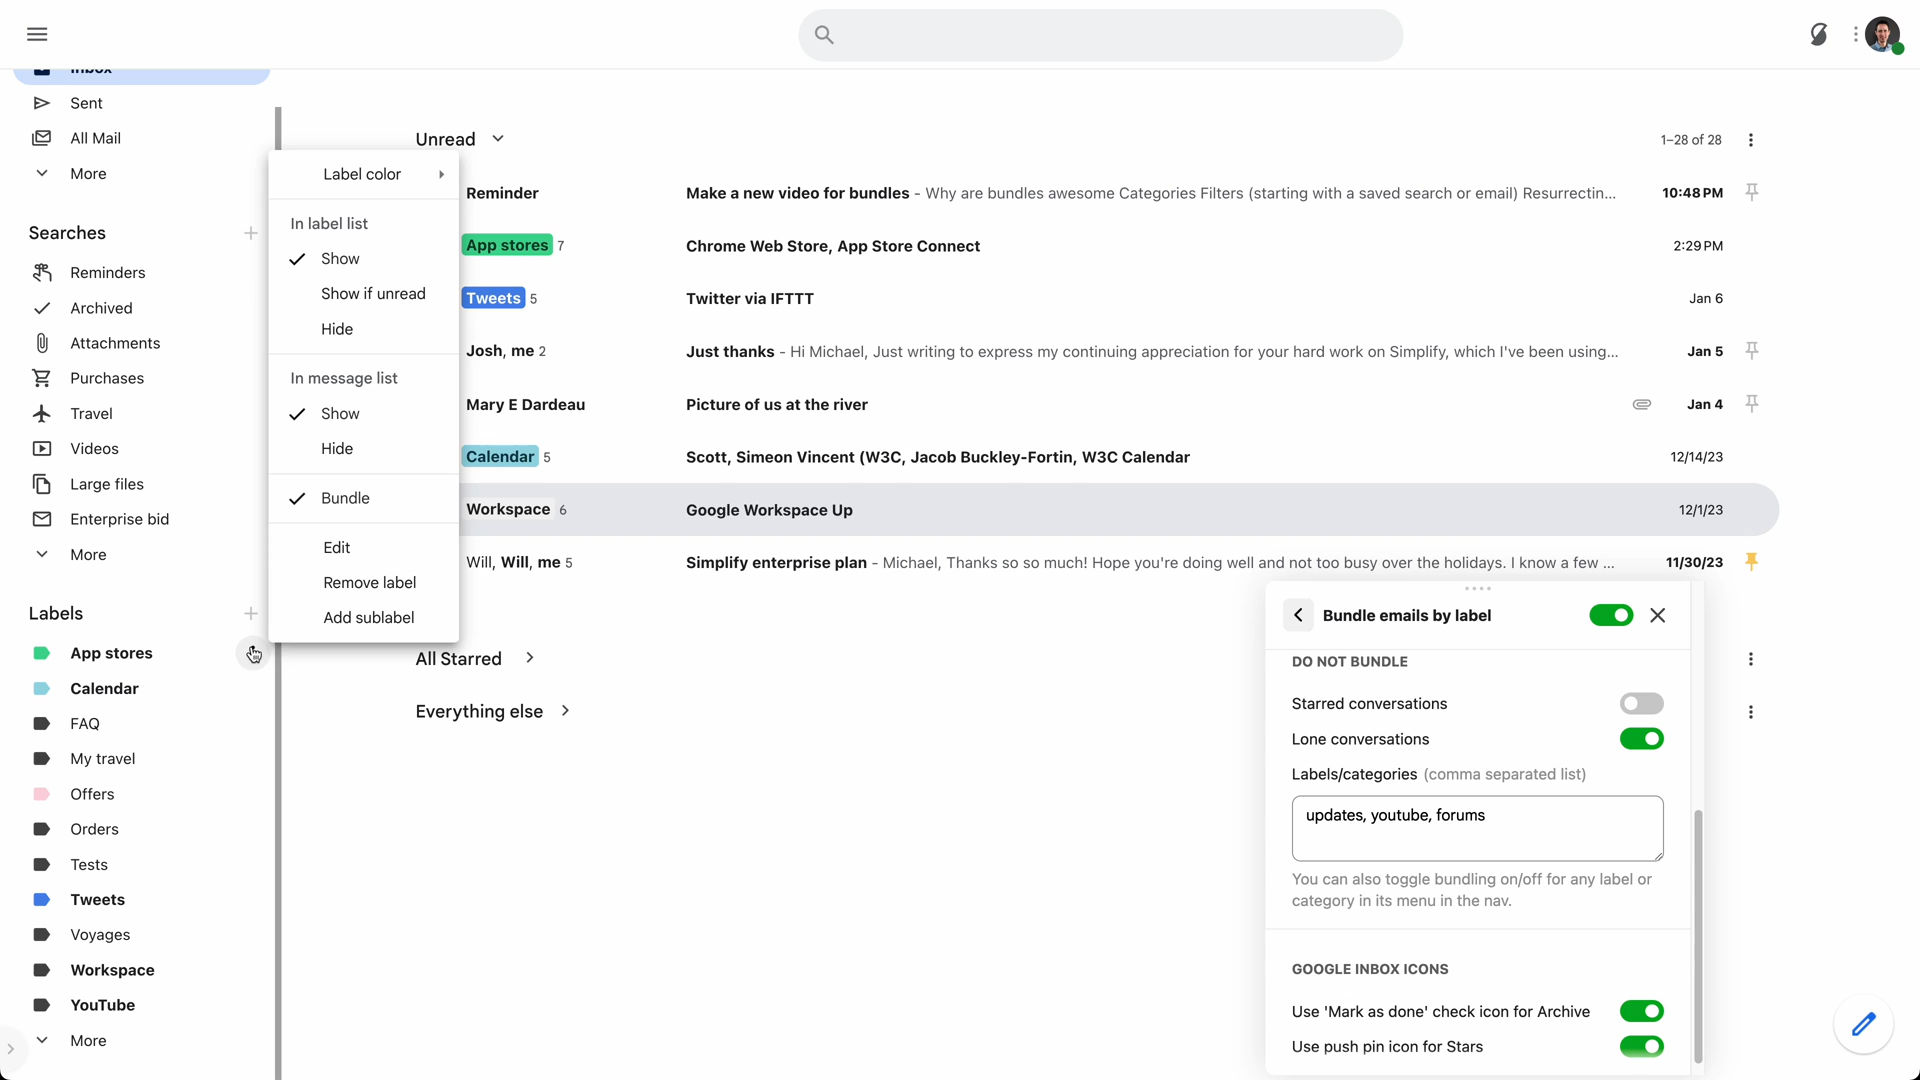 Inbox
Sent
All Mail
More
Searches
Reminders
Archived
Attachments
Purchases
Travel
Videos
Large files
Enterprise bid
More
Labels
App stores
Calendar
FAQ
My travel
Offers
Orders
Tests
Tweets
Voyages
Workspace
YouTube
More
Label color
In label list
Show
Show if unread
Hide
In message list
Show
Hide
Bundle
Edit
Remove label
Add sublabel
Unread 1–28 of 28
Reminder Make a new video for bundles - Why are bundles awesome Categories Filters (starting with a saved search or email) Resurrectin... 10:48 PM
App stores 7 Chrome Web Store, App Store Connect 2:29 PM
Tweets 5 Twitter via IFTTT Jan 6
Josh, me 2 Just thanks - Hi Michael, Just writing to express my continuing appreciation for your hard work on Simplify, which I've been using... Jan 5
Mary E Dardeau Picture of us at the river Jan 4
Calendar 5 Scott, Simeon Vincent (W3C, Jacob Buckley-Fortin, W3C Calendar 12/14/23
Workspace 6 Google Workspace Up 12/1/23
Will, Will, me 5 Simplify enterprise plan - Michael, Thanks so so much! Hope you're doing well and not too busy over the holidays. I know a few ... 11/30/23
All Starred
Everything else
Bundle emails by label
DO NOT BUNDLE
Starred conversations
Lone conversations
Labels/categories (comma separated list)
updates, youtube, forums
You can also toggle bundling on/off for any label or
category in its menu in the nav.
GOOGLE INBOX ICONS
Use 'Mark as done' check icon for Archive
Use push pin icon for Stars